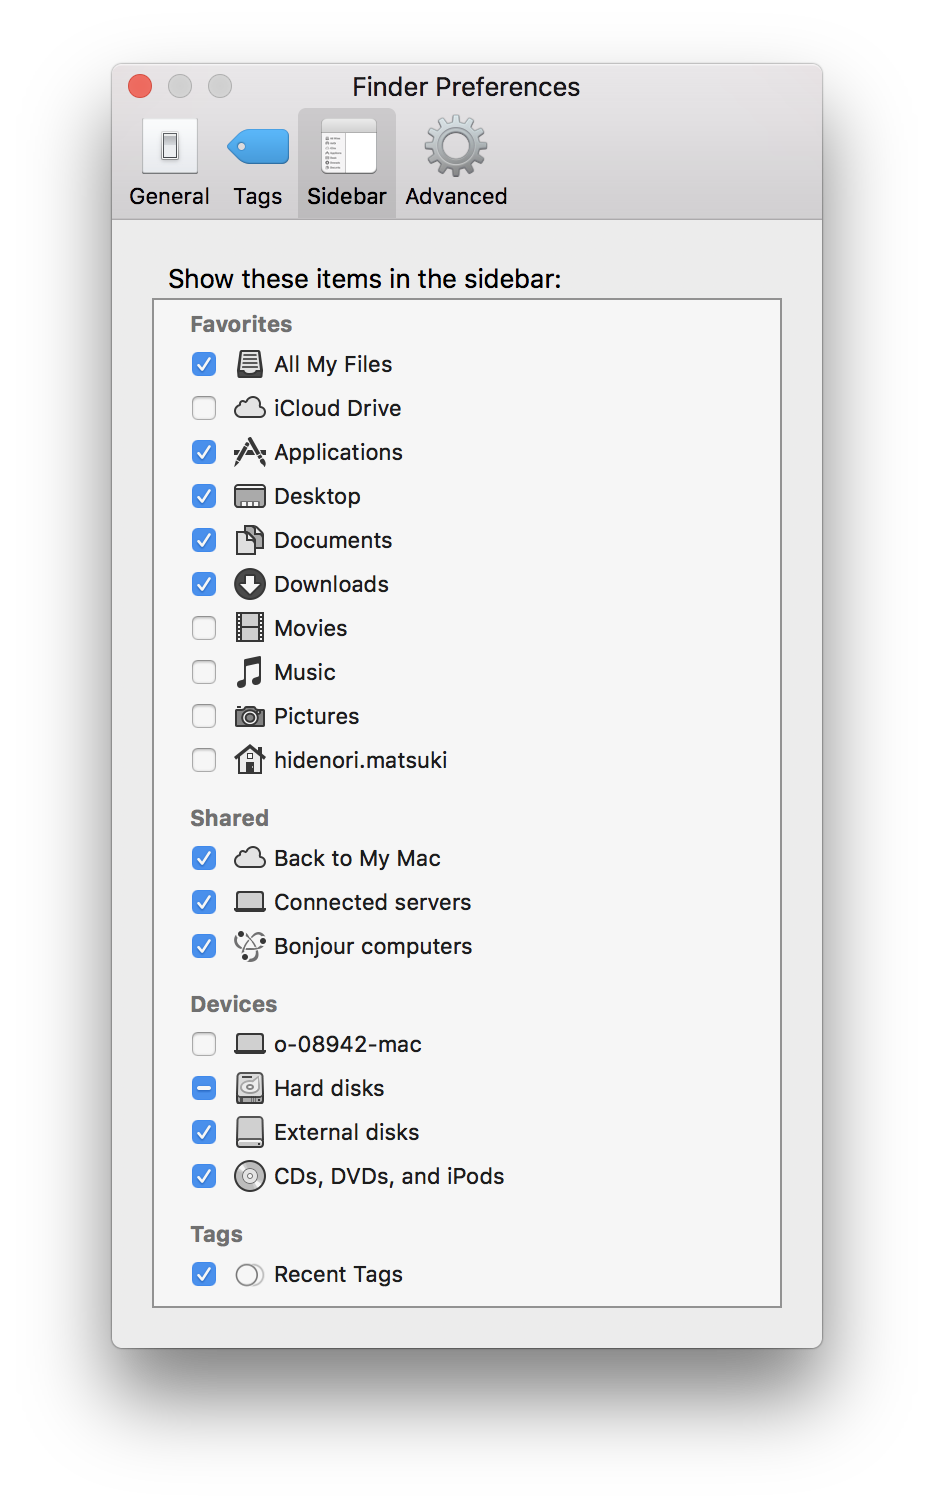 Finder Preferences
General Tags Sidebar Advanced
Show these items in the sidebar:
Favorites
All My Files
iCloud Drive
Applications
Desktop
Documents
Downloads
Movies
Music
Pictures
hidenori.matsuki
Shared
Back to My Mac
Connected servers
Bonjour computers
Devices
o-08942-mac
Hard disks
External disks
CDs, DVDs, and iPods
Tags
Recent Tags